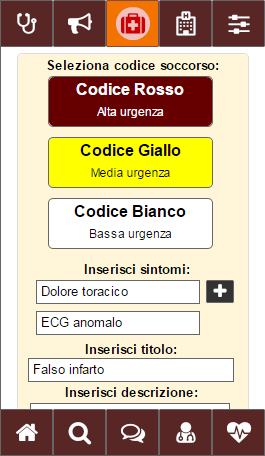 Seleziona codice soccorso:
Codice Rosso
Alta urgenza
Codice Giallo
Media urgenza
Codice Bianco
Bassa urgenza
Inserisci sintomi:
Dolore toracico
ECG anomalo
Inserisci titolo:
Falso infarto
Inserisci descrizione: